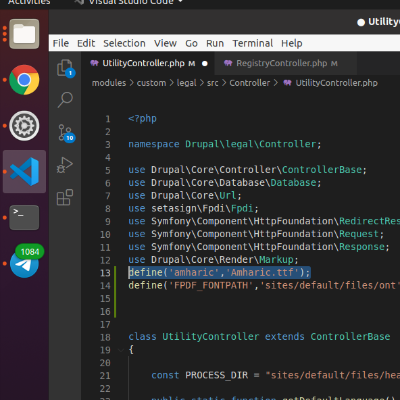 Activities
Visual Studio Code
● Utility
File Edit Selection View Go Run Terminal Help
UtilityController.php M ●
RegistryController.php M
modules > custom > legal > src > Controller > UtilityController.php
1 <?php
2
3 namespace Drupal\legal\Controller;
4
5 use Drupal\Core\Controller\ControllerBase;
6 use Drupal\Core\Database\Database;
7 use Drupal\Core\Url;
8 use setasign\Fpdi\Fpdi;
9 use Symfony\Component\HttpFoundation\RedirectRes
10 use Symfony\Component\HttpFoundation\Request;
11 use Symfony\Component\HttpFoundation\Response;
12 use Drupal\Core\Render\Markup;
13 define('amharic','Amharic.ttf');
14 define('FPDF_FONTPATH','sites/default/files/ont'
15
16
17
18 class UtilityController extends ControllerBase
19 {
20
21 const PROCESS_DIR = "sites/default/files/hea
22
public static function getDefaultLanguage()
1
10
1084
>_